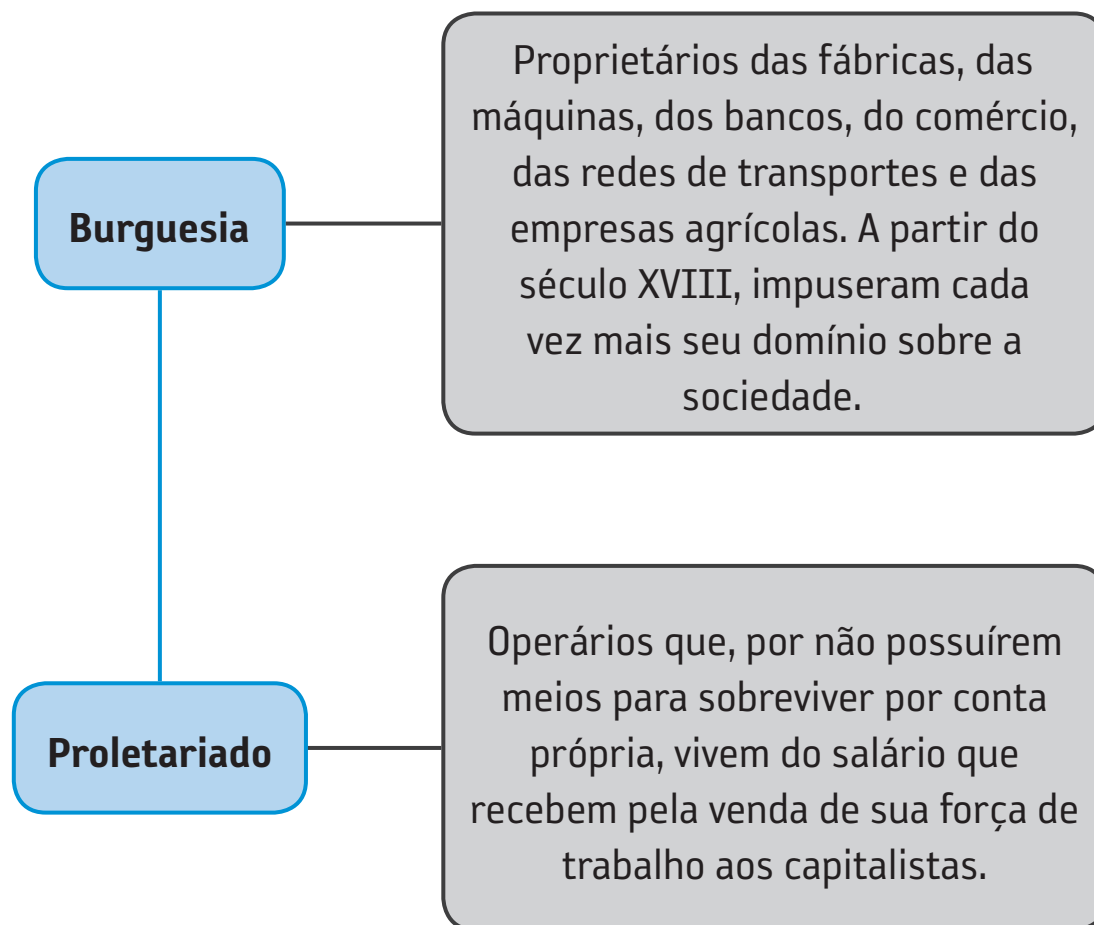 Burguesia
Proprietários das fábricas, das
máquinas, dos bancos, do comércio,
das redes de transportes e das
empresas agrícolas. A partir do
século XVIII, impuseram cada
vez mais seu domínio sobre a
sociedade.
Proletariado
Operários que, por não possuírem
meios para sobreviver por conta
própria, vivem do salário que
recebem pela venda de sua força de
trabalho aos capitalistas.